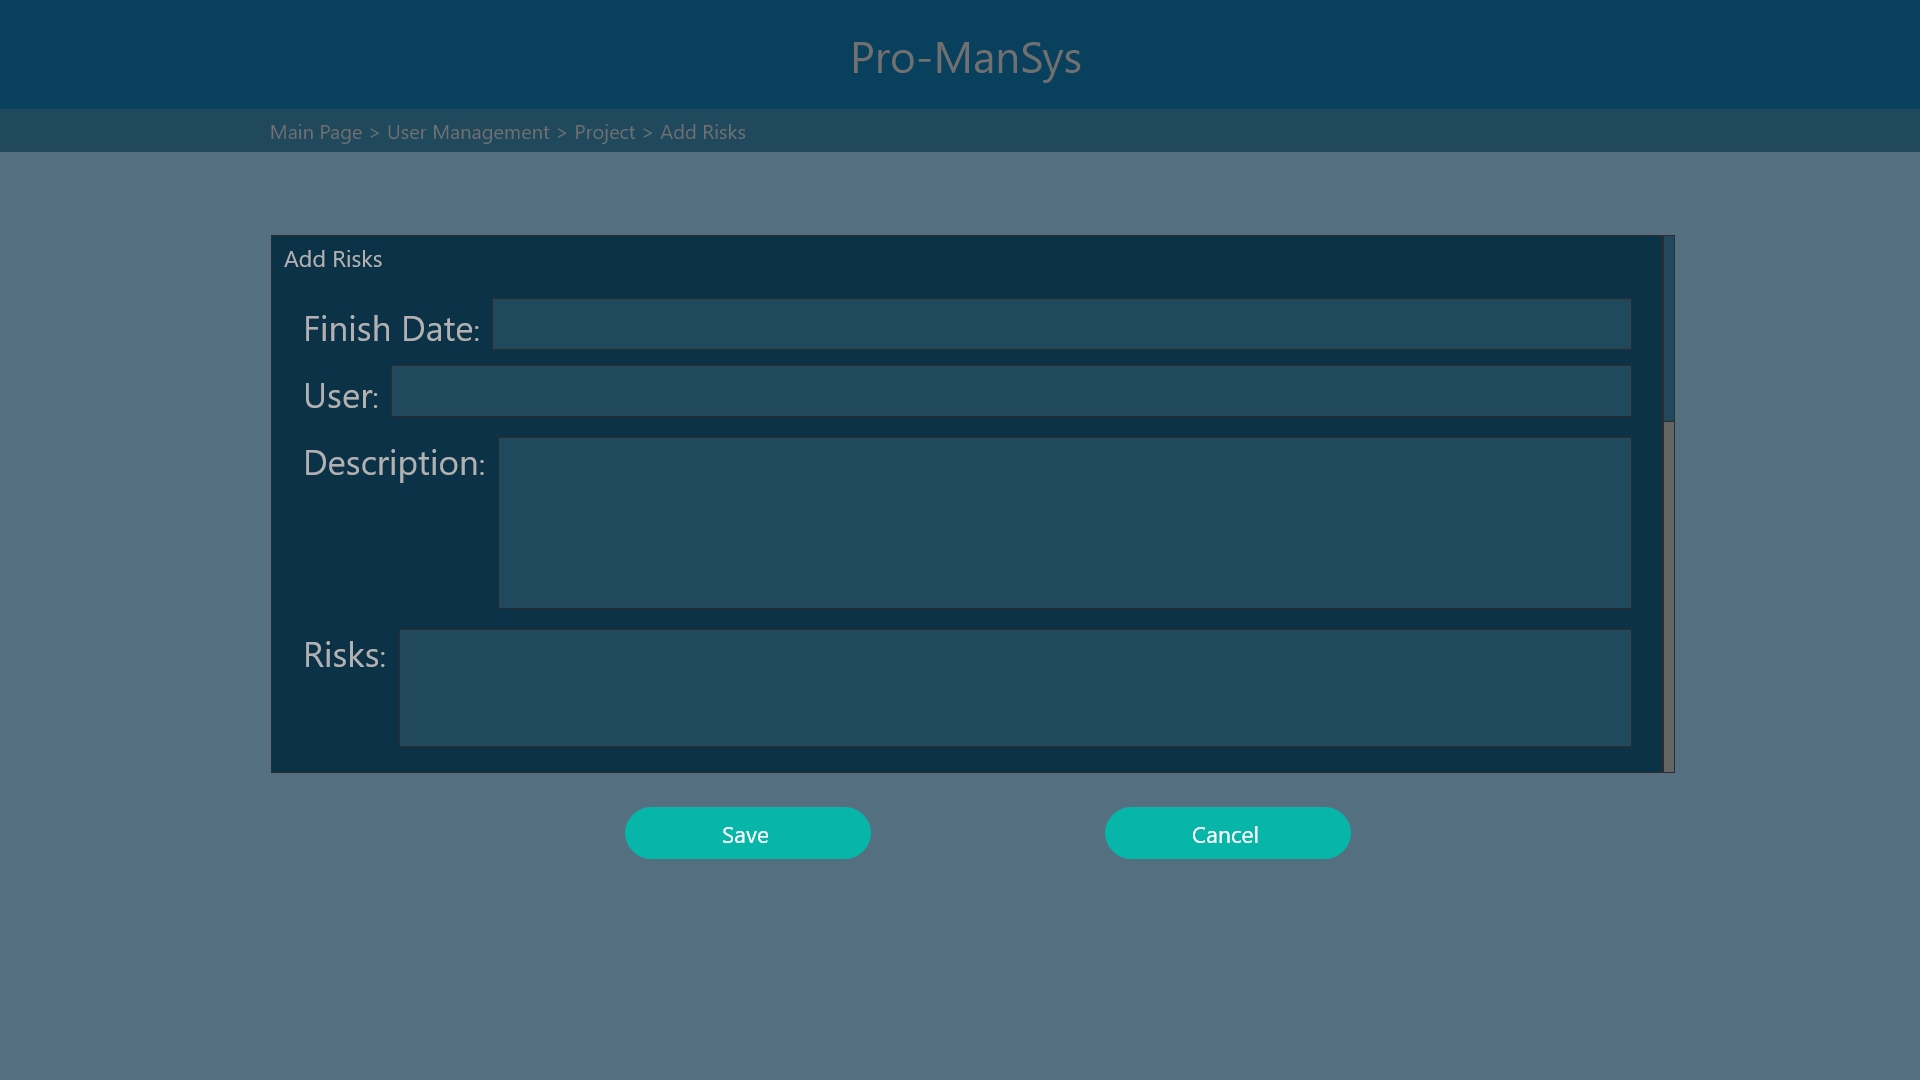 Pro-ManSys
Main Page > User Management > Project > Add Risks
Add Risks
Finish Date:
User:
Description:
Risks:
Save
Cancel